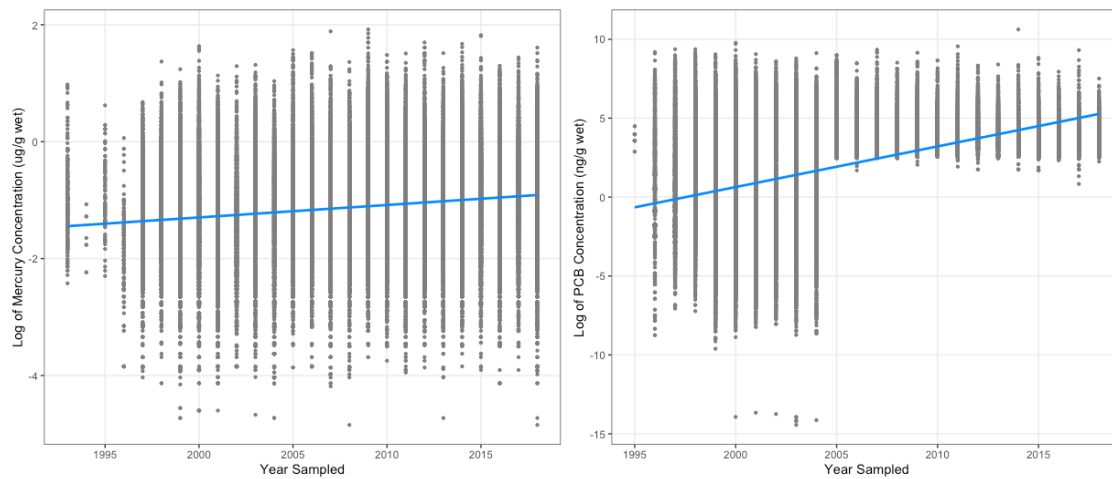 Log of Mercury Concentration (ug/g wet)
2
0
-2
-4
1995 2000 2005 2010 2015
Year Sampled
Log of PCB Concentration (ng/g wet)
10
5
0
-5
-10
-15
1995 2000 2005 2010 2015
Year Sampled